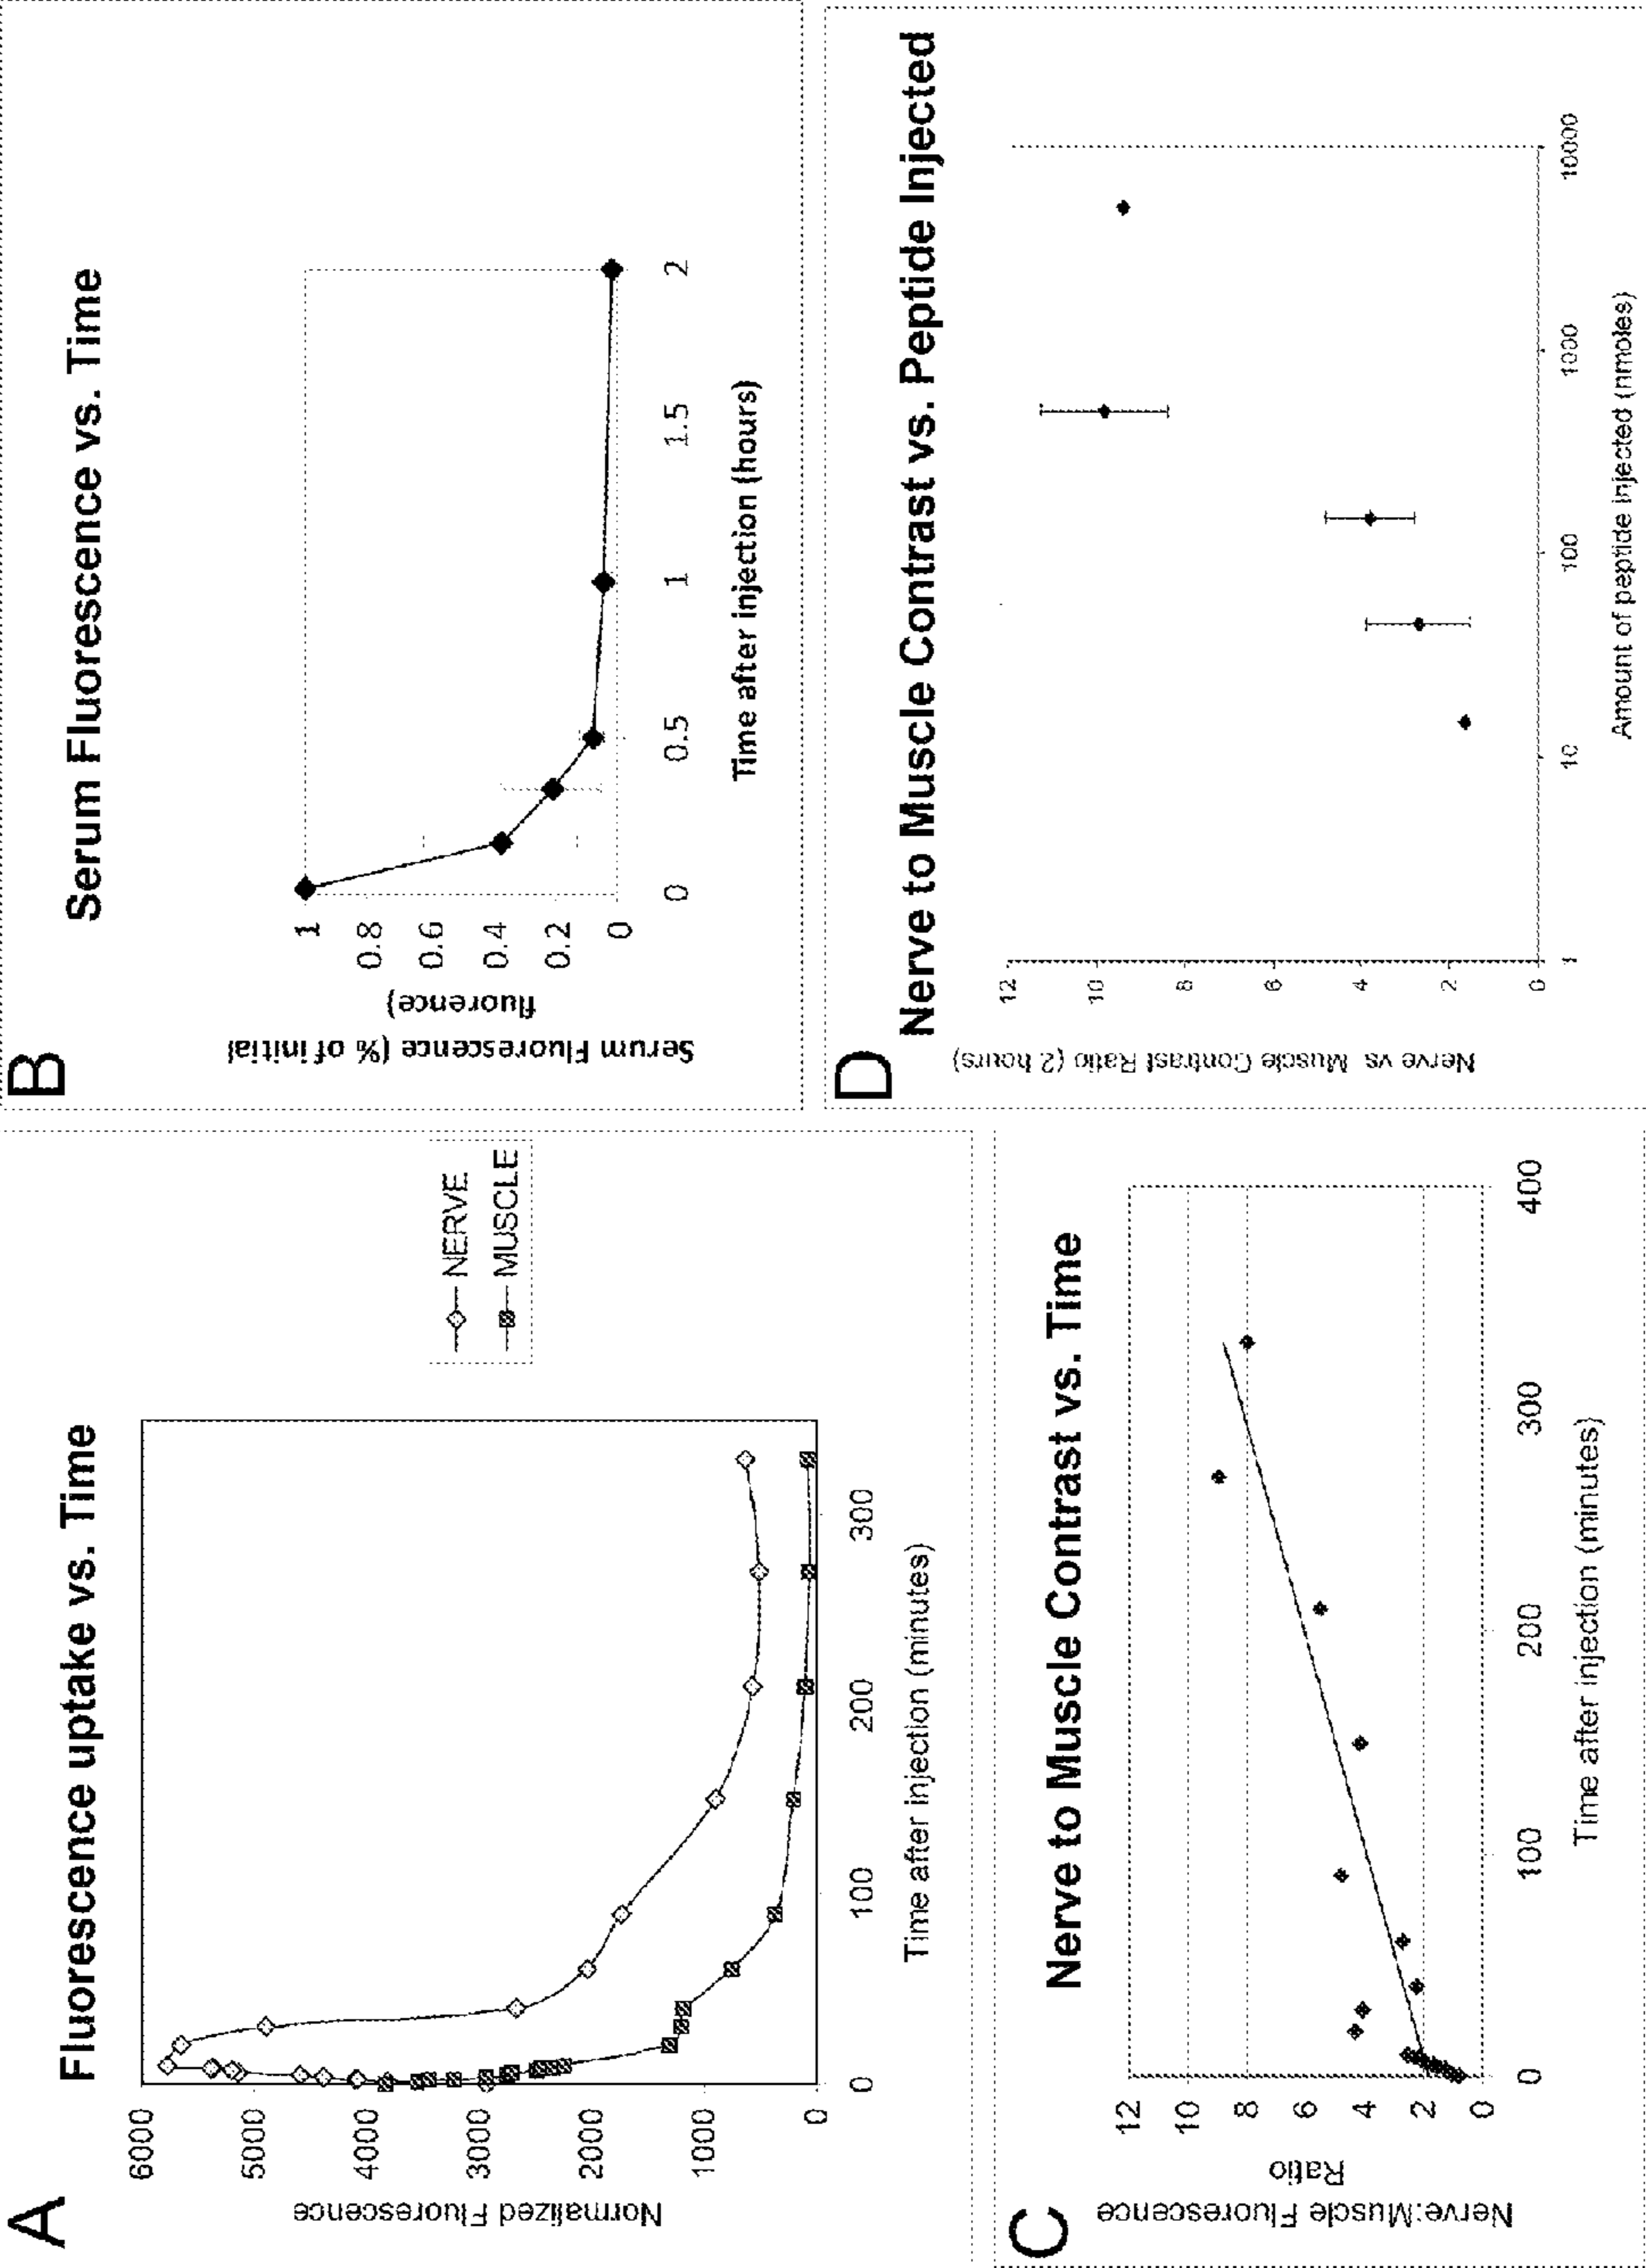 A
Fluorescence uptake vs. Time
Normalized Fluorescence
6000
5000
4000
3000
2000
1000
0
0
100
200
300
Time after injection (minutes)
NERVE
MUSCLE
B
Serum Fluorescence vs. Time
Serum Fluorescence (% of initial
fluorence)
1
0.8
0.6
0.4
0.2
0
0
0.5
1
1.5
2
Time after injection (hours)
C
Nerve to Muscle Contrast vs. Time
Nerve:Muscle Fluorescence
Ratio
12
10
8
6
4
2
0
0
100
200
300
400
Time after injection (minutes)
D
Nerve to Muscle Contrast vs. Peptide Injected
Nerve vs. Muscle Contrast Ratio (2 hours)
12
10
8
6
4
2
0
1
10
100
1000
10000
Amount of peptide injected (nmoles)